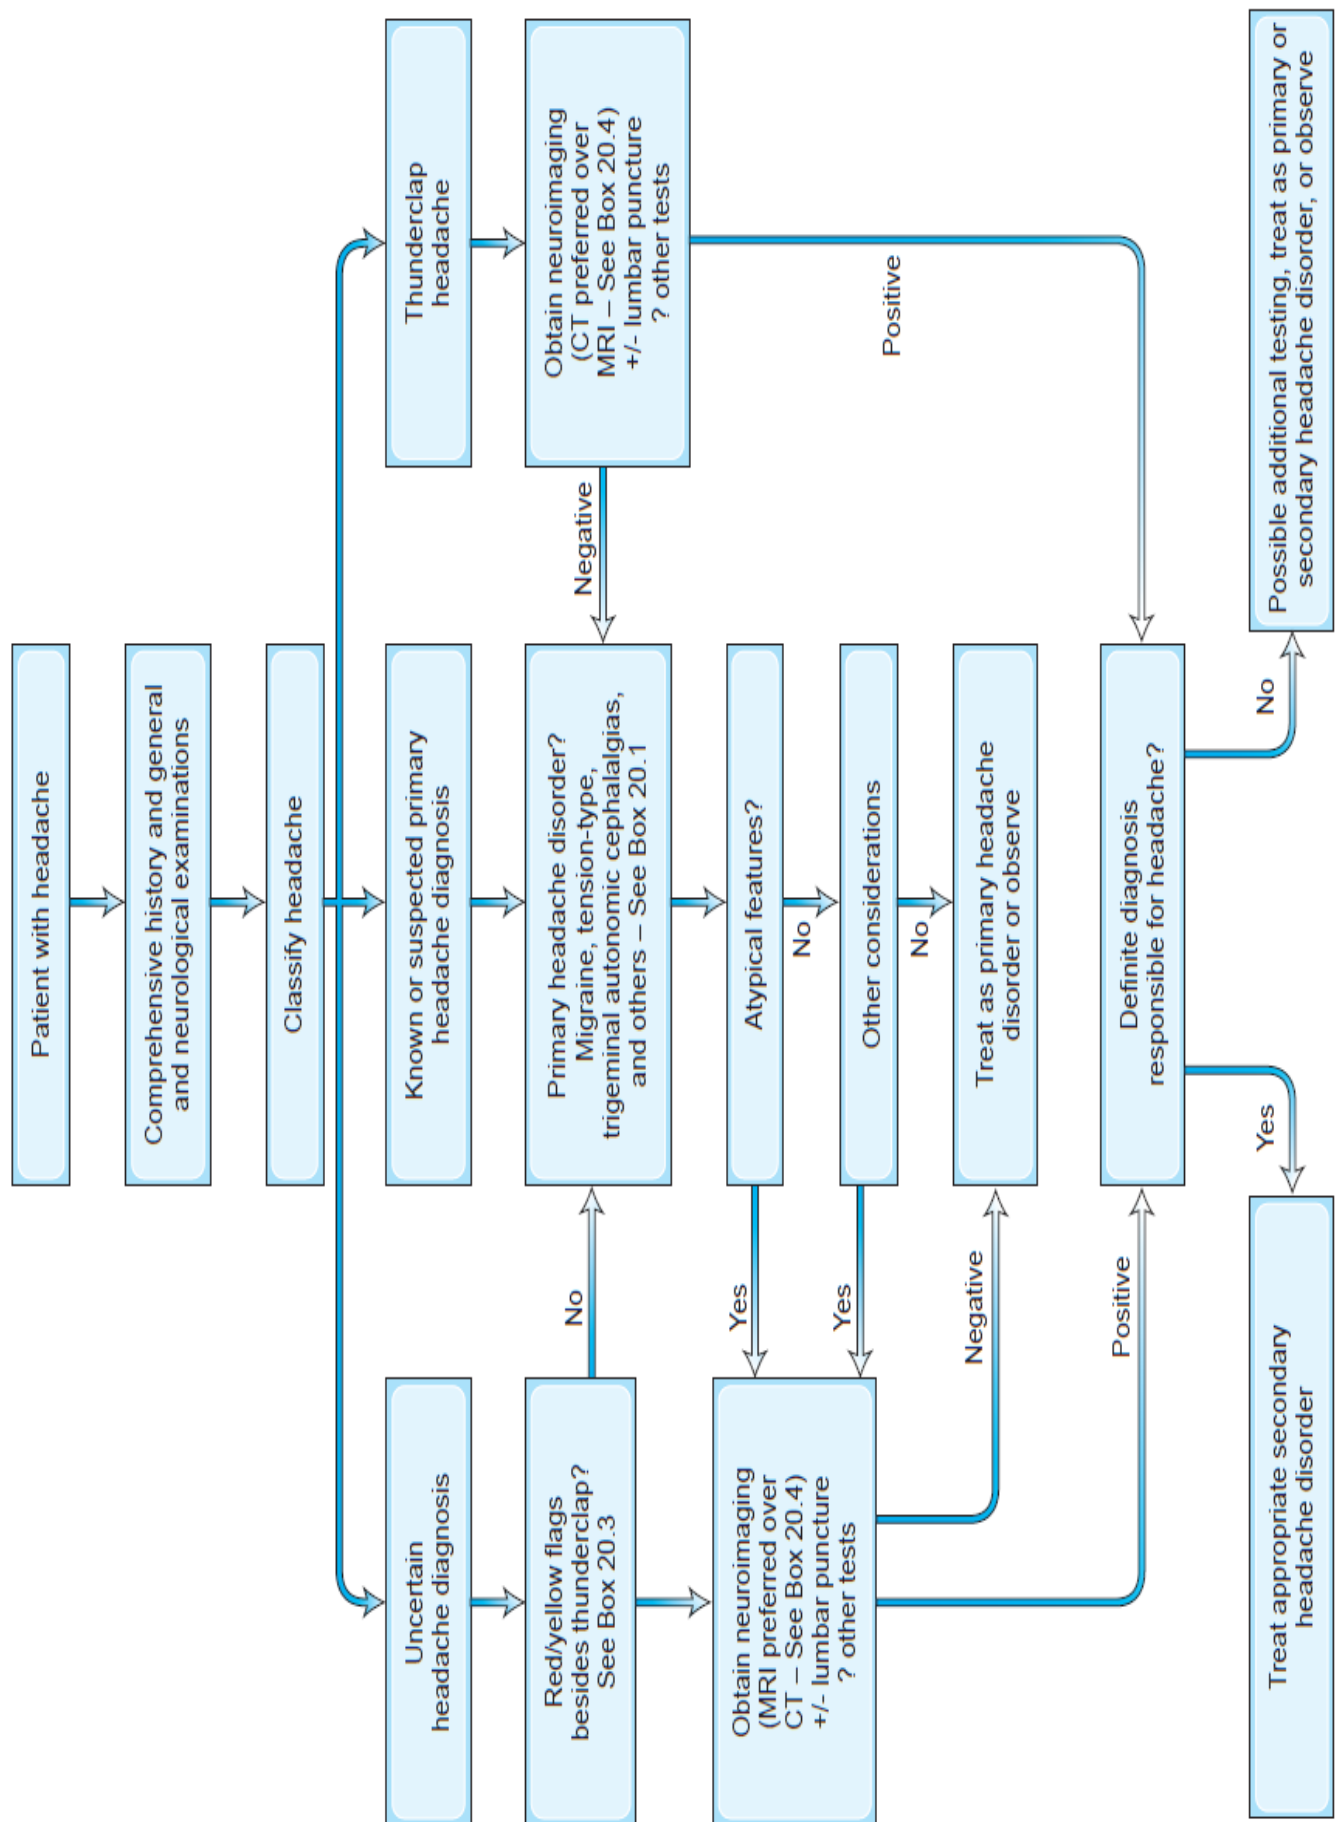 Patient with headache
Comprehensive history and general
and neurological examinations
Classify headache
Uncertain
headache diagnosis
Known or suspected primary
headache diagnosis
Thunderclap
headache
Red/yellow flags
besides thunderclap?
See Box 20.3
No
Primary headache disorder?
Migraine, tension-type,
trigeminal autonomic cephalalgias,
and others – See Box 20.1
Negative
Obtain neuroimaging
(CT preferred over
MRI – See Box 20.4)
+/- lumbar puncture
? other tests
Obtain neuroimaging
(MRI preferred over
CT – See Box 20.4)
+/- lumbar puncture
? other tests
Yes
Atypical features?
No
Yes
Other considerations
No
Positive
Negative
Treat as primary headache
disorder or observe
Positive
Definite diagnosis
responsible for headache?
Yes
No
Treat appropriate secondary
headache disorder
Possible additional testing, treat as primary or
secondary headache disorder, or observe